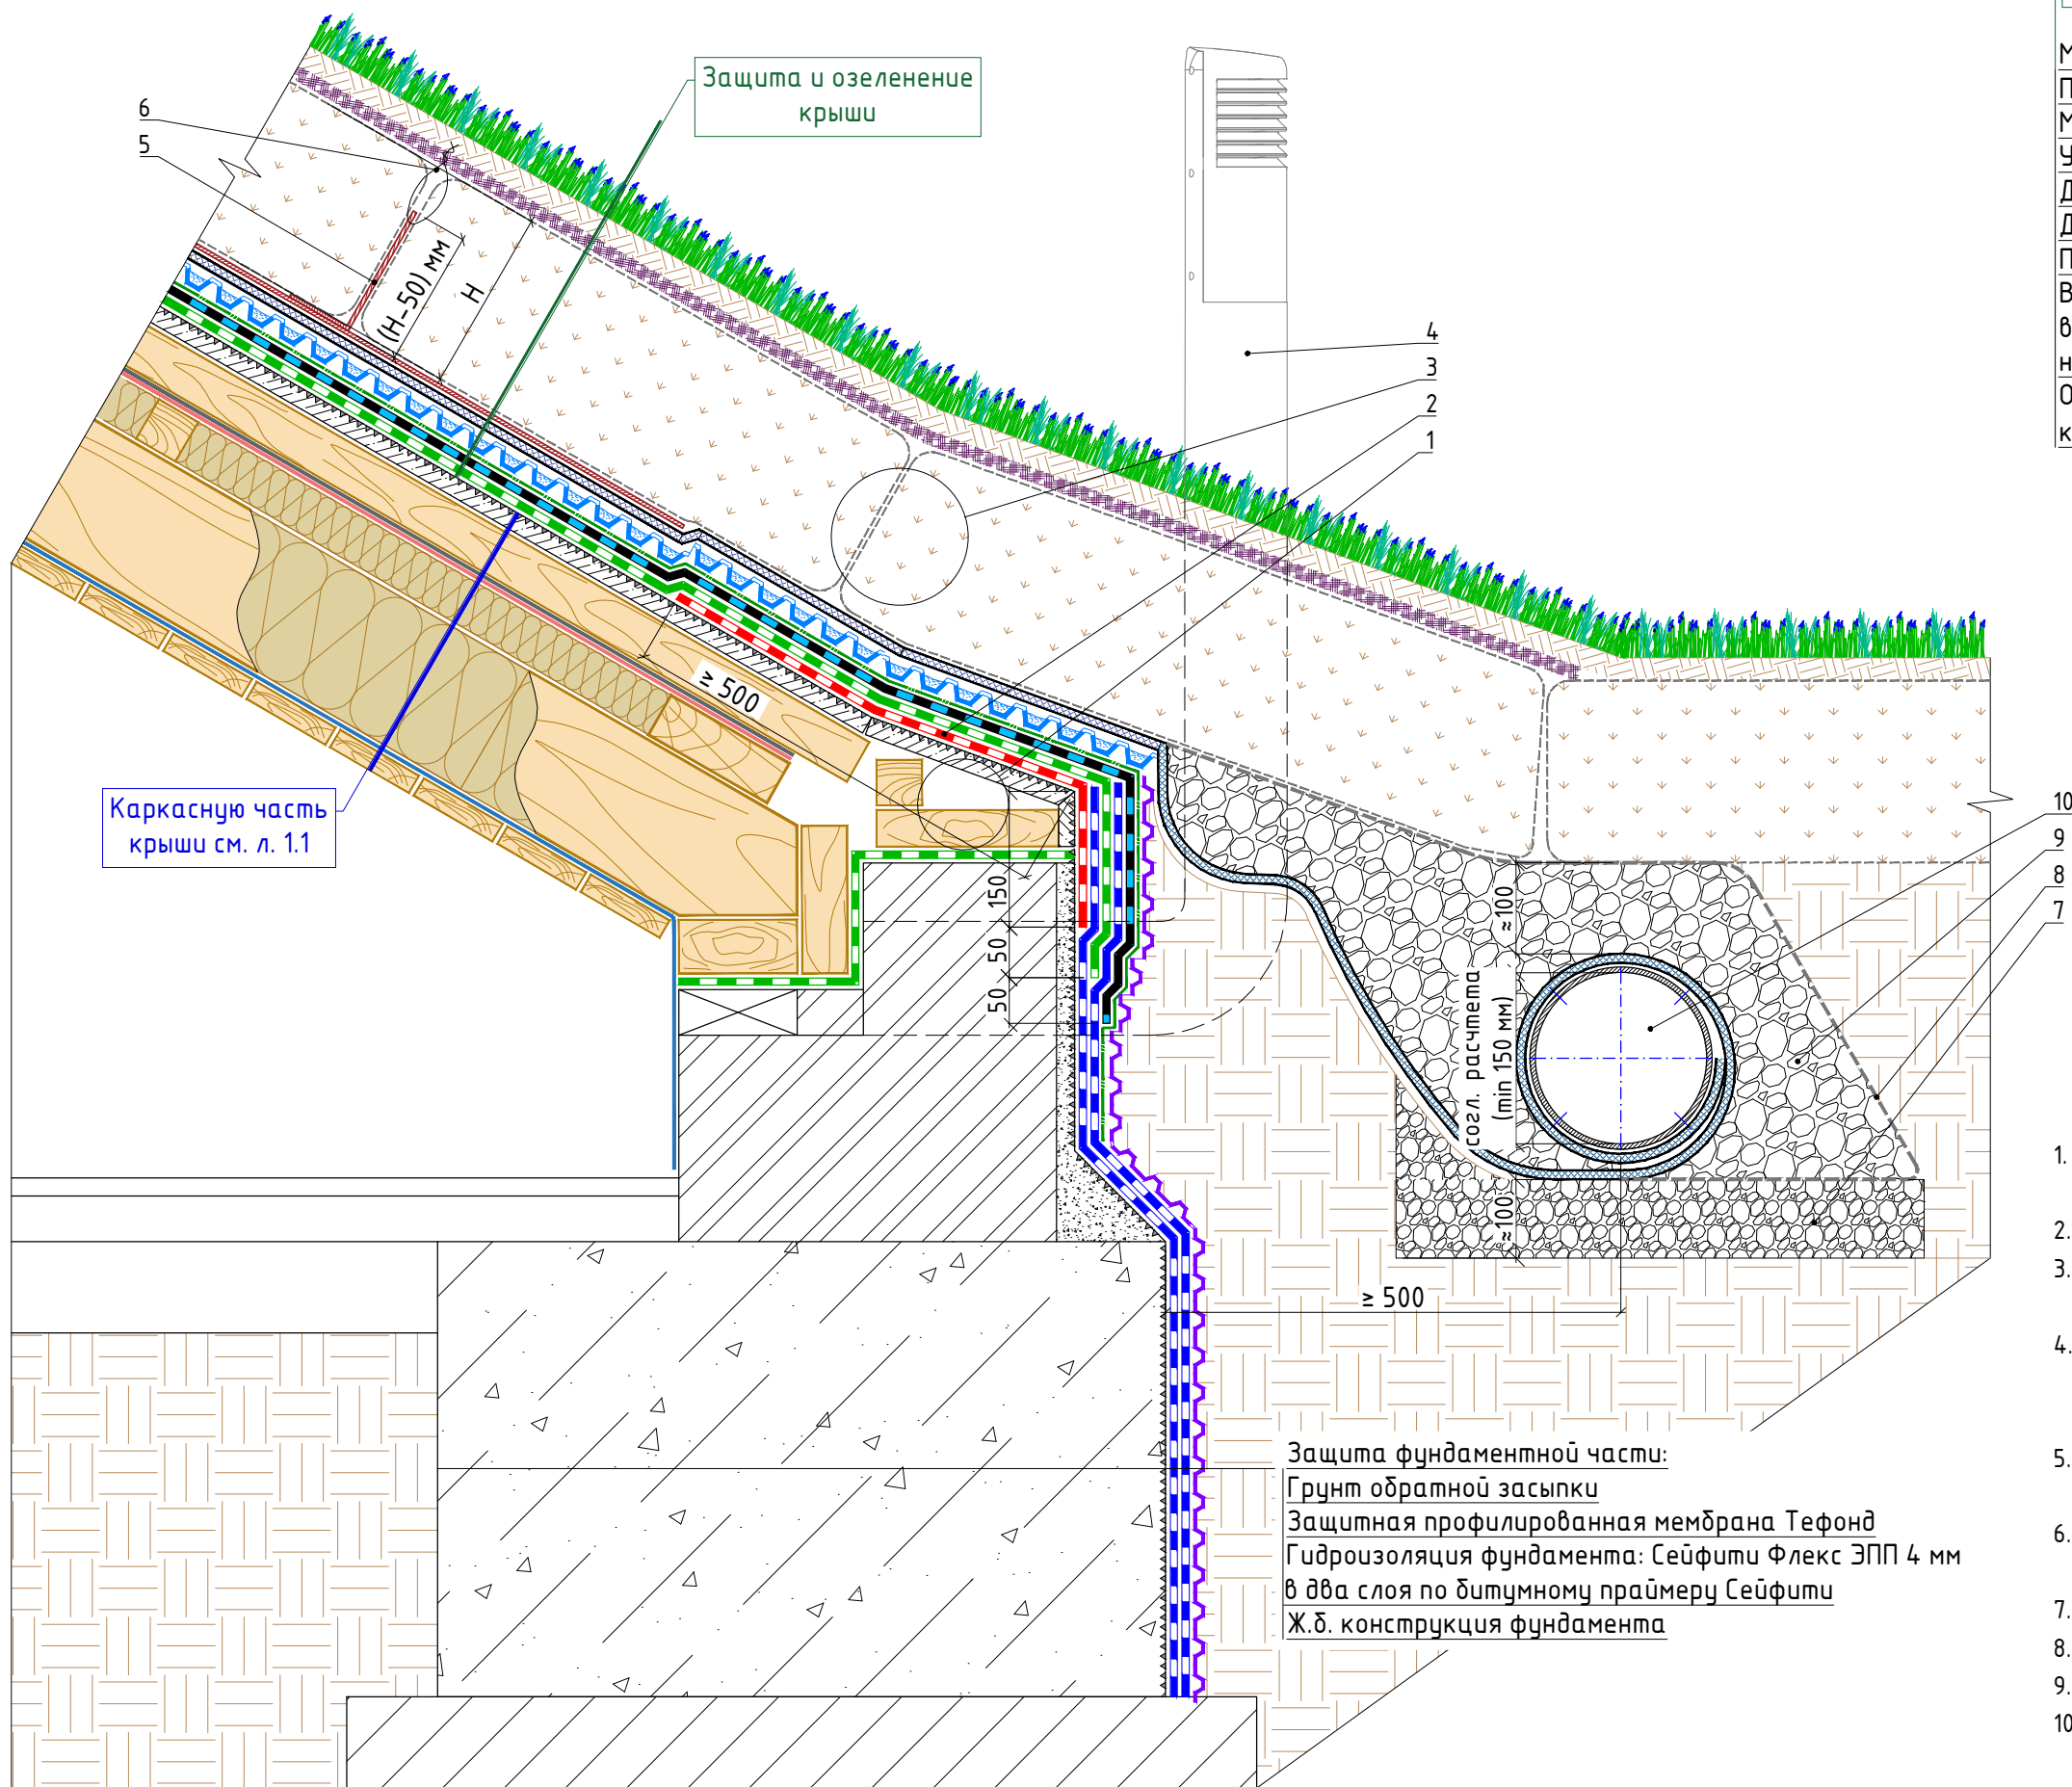 Защита и озеленение
крыши
6
5
(Н-50) мм
Н
4
3
2
1
≥ 500
Каркасную часть
крыши см. л. 1.1
150
50
50
≈100
согл. расчтета
(min 150 мм)
≈100
≥ 500
10
9
8
7
Защита фундаментной части:
Грунт обратной засыпки
Защитная профилированная мембрана Тефонд
Гидроизоляция фундамента: Сейфити Флекс ЭПП 4 мм
в два слоя по битумному праймеру Сейфити
Ж.б. конструкция фундамента
М
П
М
У
Д
Д
П
В
в
н
О
к
1.
2.
3.
4.
5.
6.
7.
8.
9.
10